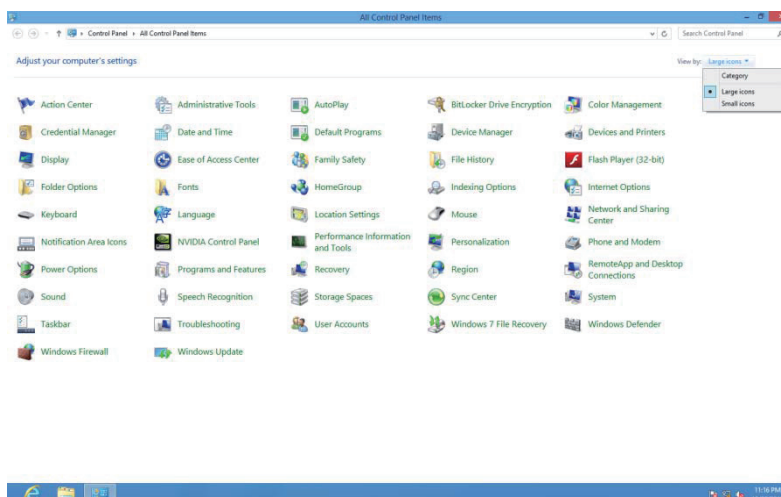 All Control Panel Items
Control Panel ▸ All Control Panel Items
Search Control Panel
Adjust your computer's settings
View by: Large icons
Category
Large icons
Small icons
Action Center
Administrative Tools
AutoPlay
BitLocker Drive Encryption
Color Management
Credential Manager
Date and Time
Default Programs
Device Manager
Devices and Printers
Display
Ease of Access Center
Family Safety
File History
Flash Player (32-bit)
Folder Options
Fonts
HomeGroup
Indexing Options
Internet Options
Keyboard
Language
Location Settings
Mouse
Network and Sharing
Center
Notification Area Icons
NVIDIA Control Panel
Performance Information
and Tools
Personalization
Phone and Modem
Power Options
Programs and Features
Recovery
Region
RemoteApp and Desktop
Connections
Sound
Speech Recognition
Storage Spaces
Sync Center
System
Taskbar
Troubleshooting
User Accounts
Windows 7 File Recovery
Windows Defender
Windows Firewall
Windows Update
11:16 PM